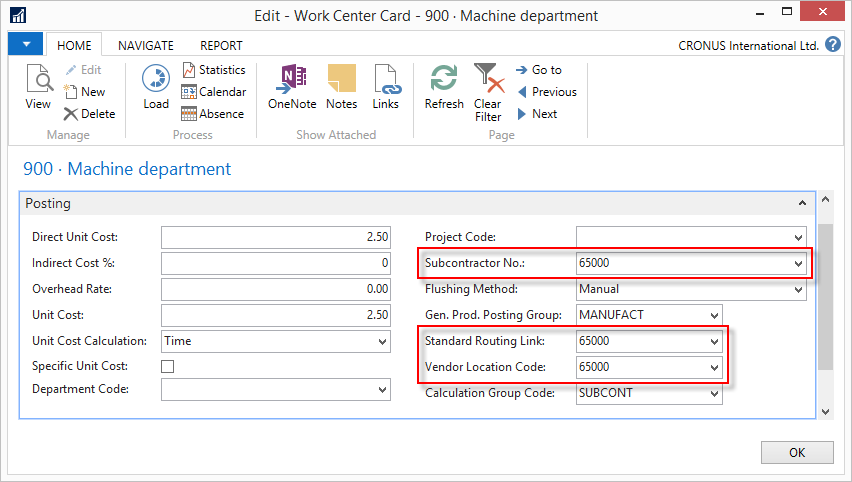 Edit - Work Center Card - 900 · Machine department
HOME NAVIGATE REPORT CRONUS International Ltd. ?
View
Edit
New
Delete
Manage
Load
Statistics
Calendar
Absence
Process
OneNote
Notes
Links
Show Attached
Refresh
Clear
Filter
Go to
Previous
Next
Page
900 · Machine department
Posting
Direct Unit Cost: 2.50
Indirect Cost %: 0
Overhead Rate: 0.00
Unit Cost: 2.50
Unit Cost Calculation: Time
Specific Unit Cost:
Department Code:
Project Code:
Subcontractor No.: 65000
Flushing Method: Manual
Gen. Prod. Posting Group: MANUFACT
Standard Routing Link: 65000
Vendor Location Code: 65000
Calculation Group Code: SUBCONT
OK